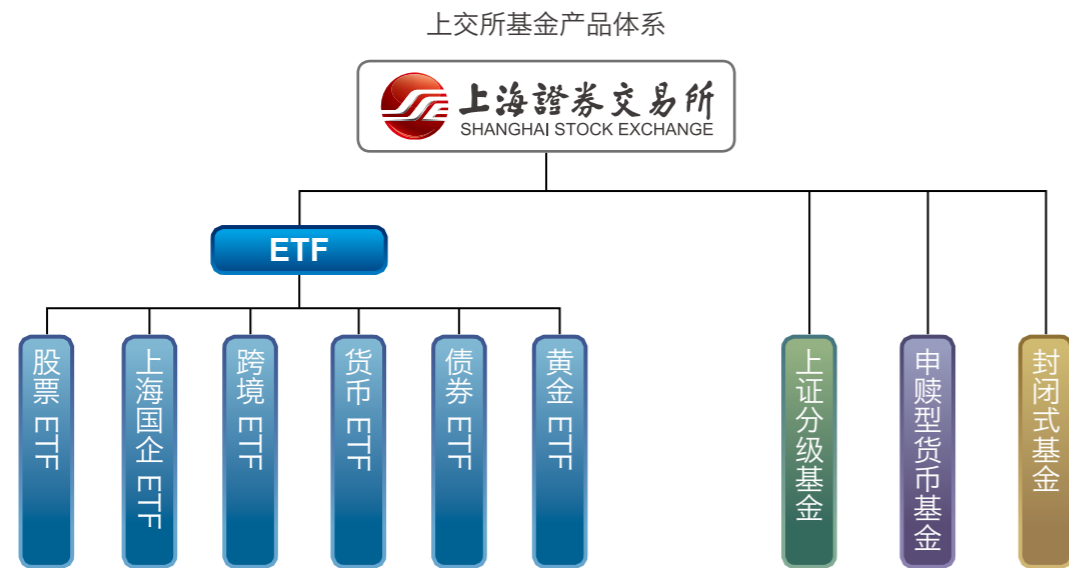 上交所基金产品体系
上海證券交易所
SHANGHAI STOCK EXCHANGE
ETF
股票 ETF
上海国企 ETF
跨境 ETF
货币 ETF
债券 ETF
黄金 ETF
上证分级基金
申赎型货币基金
封闭式基金